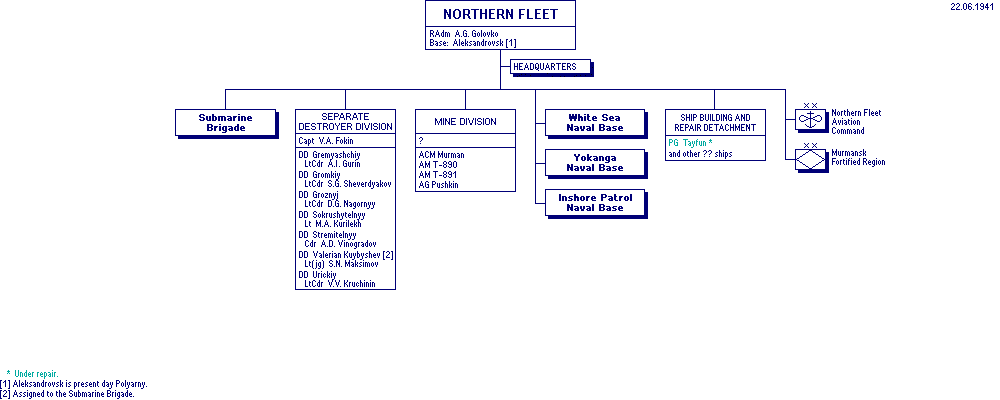 22.06.1941
NORTHERN FLEET
RAdm A.G. Golovko
Base: Aleksandrovsk [1]
HEADQUARTERS
Submarine
Brigade
SEPARATE
DESTROYER DIVISION
Capt V.A. Fokin
DD Gremyashchiy
LtCdr A.I. Gurin
DD Gromkiy
LtCdr S.G. Sheverdyakov
DD Groznyj
LtCdr D.G. Nagornyy
DD Sokrushytelnyy
Lt M.A. Kurilekh
DD Stremitelnyy
Cdr A.D. Vinogradov
DD Valerian Kuybyshev [2]
Lt(jg) S.N. Maksimov
DD Urickiy
LtCdr V.V. Kruchinin
MINE DIVISION
?
ACM Murman
AM T-890
AM T-891
AG Pushkin
White Sea
Naval Base
Yokanga
Naval Base
Inshore Patrol
Naval Base
SHIP BUILDING AND
REPAIR DETACHMENT
PG Tayfun *
and other ?? ships
XX
Northern Fleet
Aviation
Command
XX
Murmansk
Fortified Region
* Under repair.
[1] Aleksandrovsk is present day Polyarny.
[2] Assigned to the Submarine Brigade.